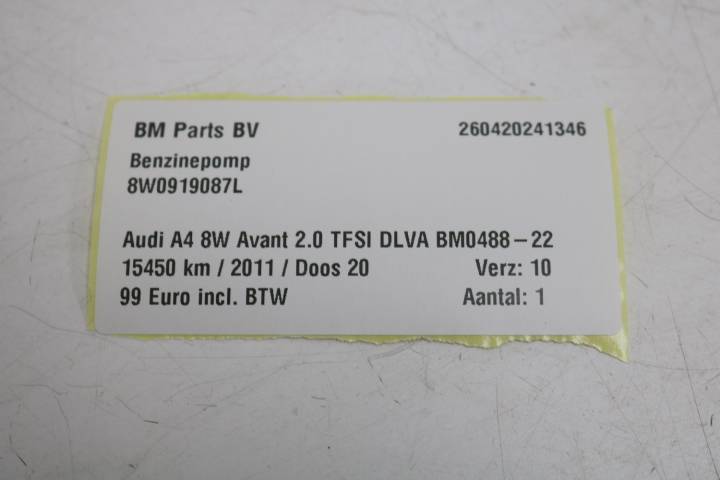 BM Parts BV 260420241346
Benzinepomp
8W0919087L
Audi A4 8W Avant 2.0 TFSI DLVA BM0488-22
15450 km / 2011 / Doos 20 Verz: 10
99 Euro incl. BTW Aantal: 1